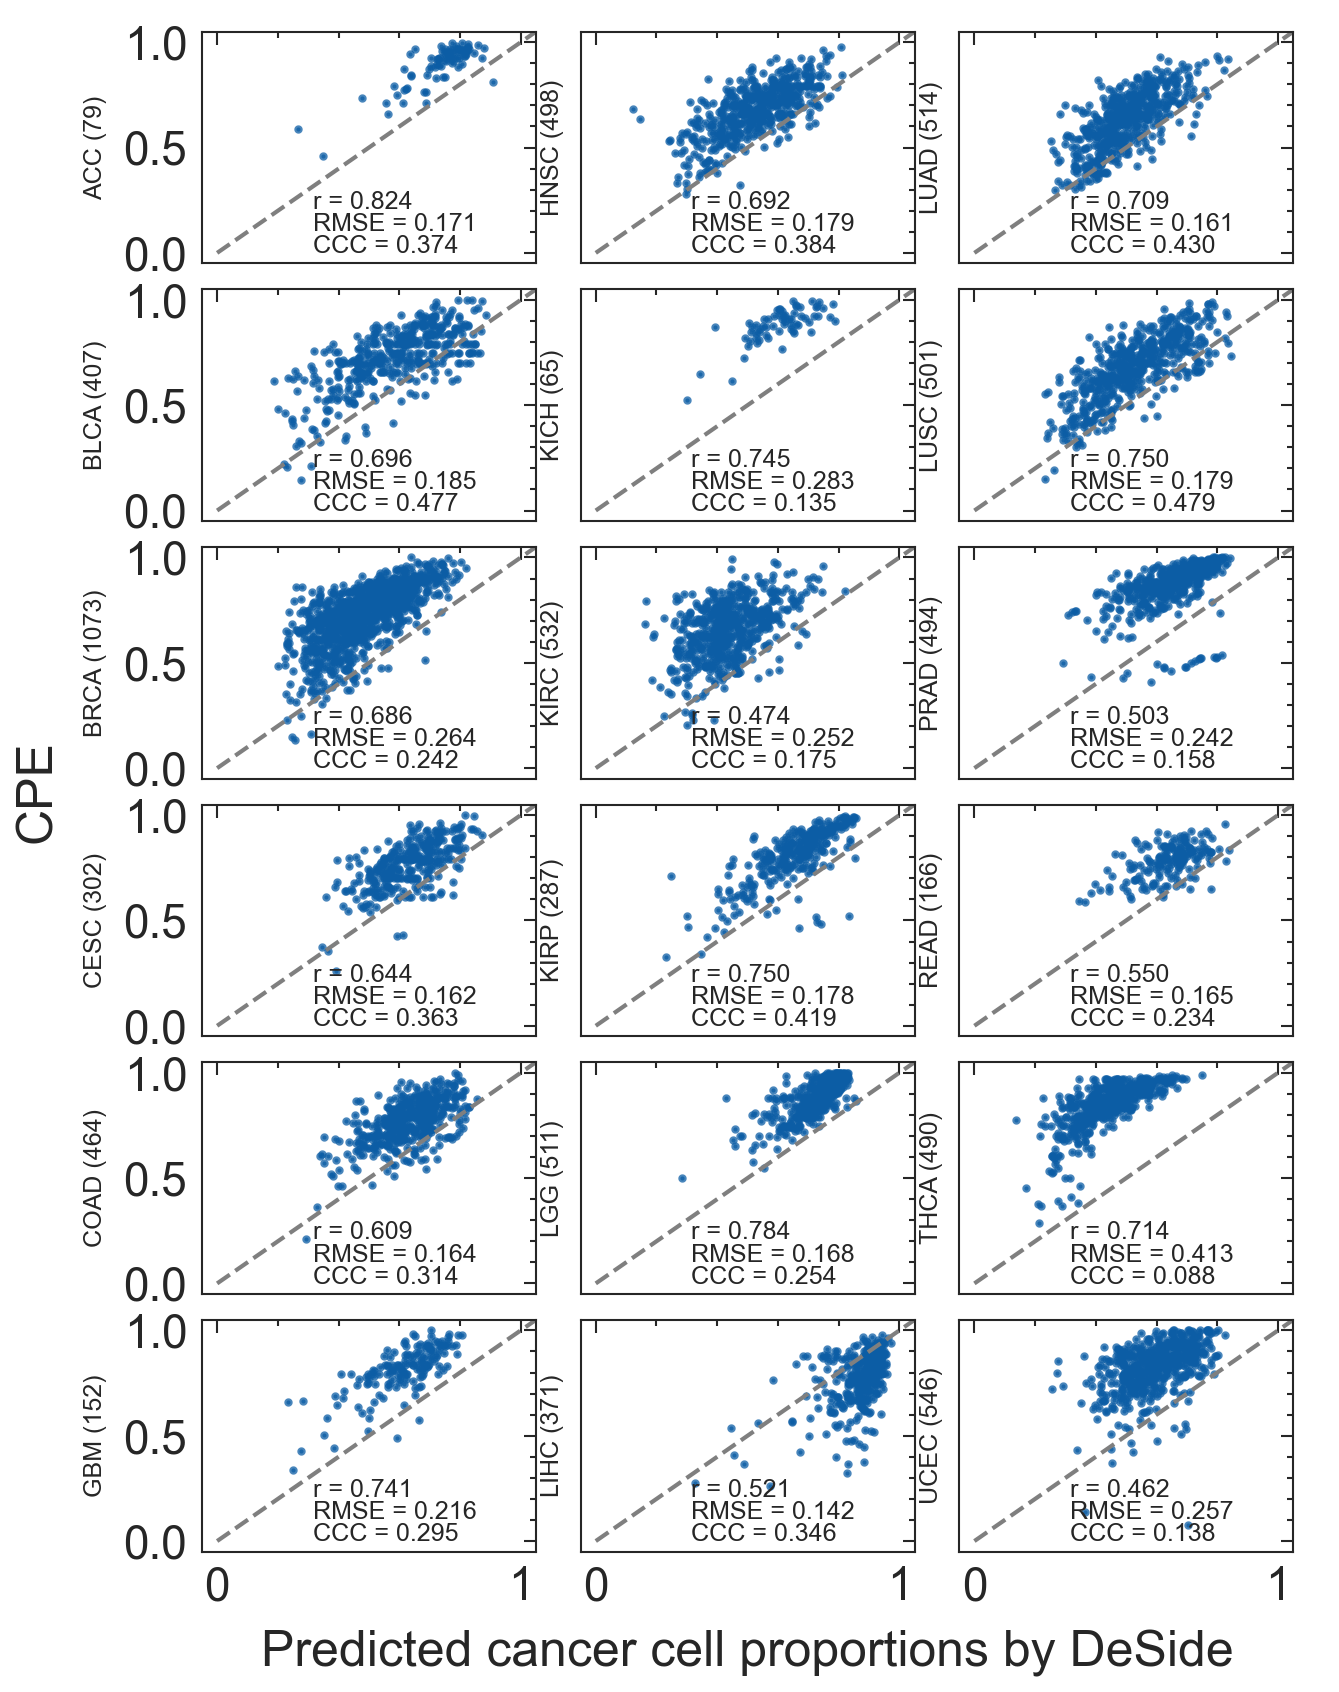 CPE
ACC (79)
1.0
0.5
0.0
r = 0.824
RMSE = 0.171
CCC = 0.374
HNSC (498)
r = 0.692
RMSE = 0.179
CCC = 0.384
LUAD (514)
r = 0.709
RMSE = 0.161
CCC = 0.430
BLCA (407)
1.0
0.5
0.0
r = 0.696
RMSE = 0.185
CCC = 0.477
KICH (65)
r = 0.745
RMSE = 0.283
CCC = 0.135
LUSC (501)
r = 0.750
RMSE = 0.179
CCC = 0.479
BRCA (1073)
1.0
0.5
0.0
r = 0.686
RMSE = 0.264
CCC = 0.242
KIRC (532)
r = 0.474
RMSE = 0.252
CCC = 0.175
PRAD (494)
r = 0.503
RMSE = 0.242
CCC = 0.158
CESC (302)
1.0
0.5
0.0
r = 0.644
RMSE = 0.162
CCC = 0.363
KIRP (287)
r = 0.750
RMSE = 0.178
CCC = 0.419
READ (166)
r = 0.550
RMSE = 0.165
CCC = 0.234
COAD (464)
1.0
0.5
0.0
r = 0.609
RMSE = 0.164
CCC = 0.314
LGG (511)
r = 0.784
RMSE = 0.168
CCC = 0.254
THCA (490)
r = 0.714
RMSE = 0.413
CCC = 0.088
GBM (152)
1.0
0.5
0.0
r = 0.741
RMSE = 0.216
CCC = 0.295
LIHC (371)
r = 0.521
RMSE = 0.142
CCC = 0.346
UCEC (546)
r = 0.462
RMSE = 0.257
CCC = 0.138
0 1 0 1 0 1
Predicted cancer cell proportions by DeSide